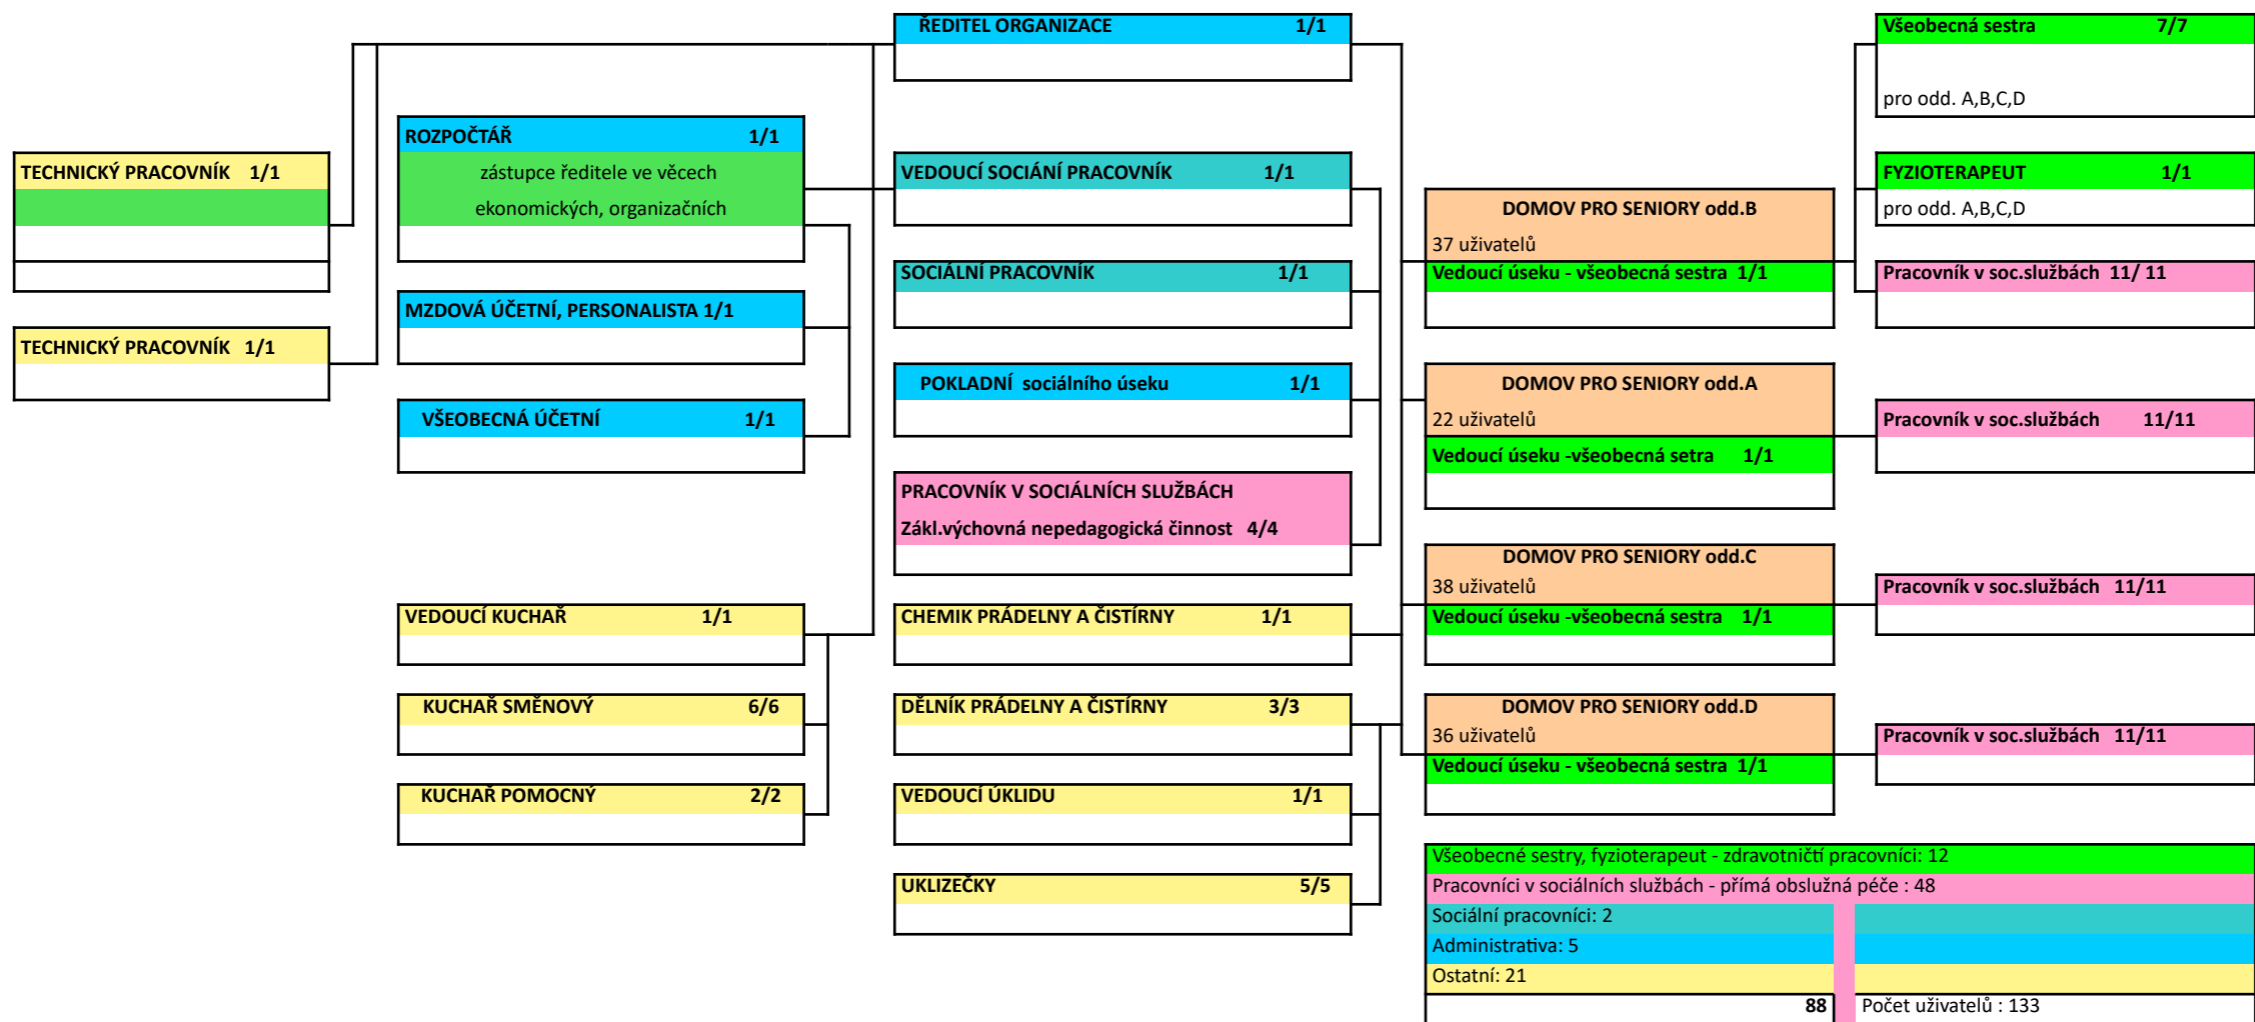 ŘEDITEL ORGANIZACE 1/1
TECHNICKÝ PRACOVNÍK 1/1
TECHNICKÝ PRACOVNÍK 1/1
ROZPOČTÁŘ 1/1
zástupce ředitele ve věcech
ekonomických, organizačních
MZDOVÁ ÚČETNÍ, PERSONALISTA 1/1
VŠEOBECNÁ ÚČETNÍ 1/1
VEDOUCÍ KUCHAŘ 1/1
KUCHAŘ SMĚNOVÝ 6/6
KUCHAŘ POMOCNÝ 2/2
VEDOUCÍ SOCIÁNÍ PRACOVNÍK 1/1
SOCIÁLNÍ PRACOVNÍK 1/1
POKLADNÍ sociálního úseku 1/1
PRACOVNÍK V SOCIÁLNÍCH SLUŽBÁCH
Zákl.výchovná nepedagogická činnost 4/4
CHEMIK PRÁDELNY A ČISTÍRNY 1/1
DĚLNÍK PRÁDELNY A ČISTÍRNY 3/3
VEDOUCÍ ÚKLIDU 1/1
UKLIZEČKY 5/5
DOMOV PRO SENIORY odd.B
37 uživatelů
Vedoucí úseku - všeobecná sestra 1/1
DOMOV PRO SENIORY odd.A
22 uživatelů
Vedoucí úseku -všeobecná setra 1/1
DOMOV PRO SENIORY odd.C
38 uživatelů
Vedoucí úseku -všeobecná sestra 1/1
DOMOV PRO SENIORY odd.D
36 uživatelů
Vedoucí úseku - všeobecná sestra 1/1
Všeobecná sestra 7/7
pro odd. A,B,C,D
FYZIOTERAPEUT 1/1
pro odd. A,B,C,D
Pracovník v soc.službách 11/ 11
Pracovník v soc.službách 11/11
Pracovník v soc.službách 11/11
Pracovník v soc.službách 11/11
Všeobecné sestry, fyzioterapeut - zdravotničtí pracovníci: 12
Pracovníci v sociálních službách - přímá obslužná péče : 48
Sociální pracovníci: 2
Administrativa: 5
Ostatní: 21
88 Počet uživatelů : 133